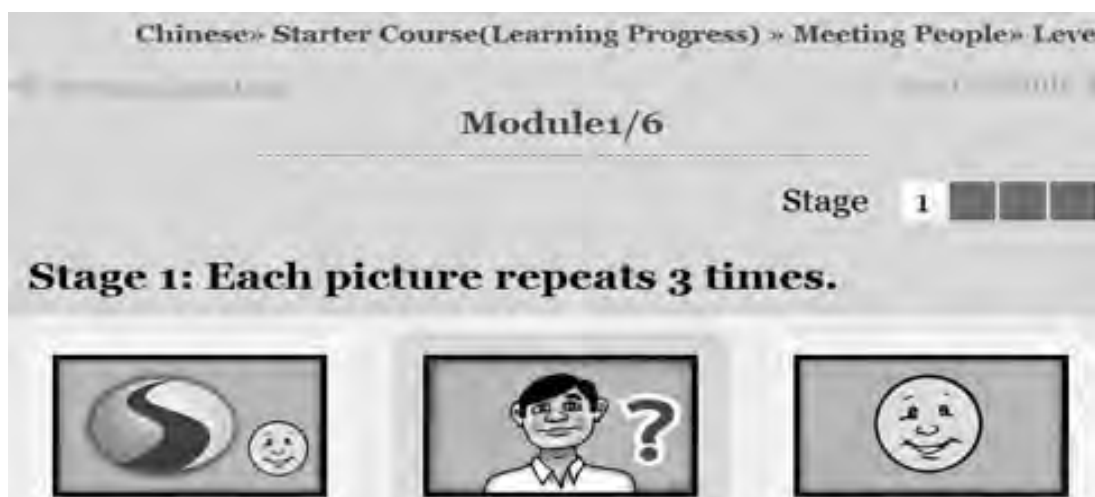 Chinese» Starter Course(Learning Progress) » Meeting People» Leve
Module1/6
Stage 1
Stage 1: Each picture repeats 3 times.
?